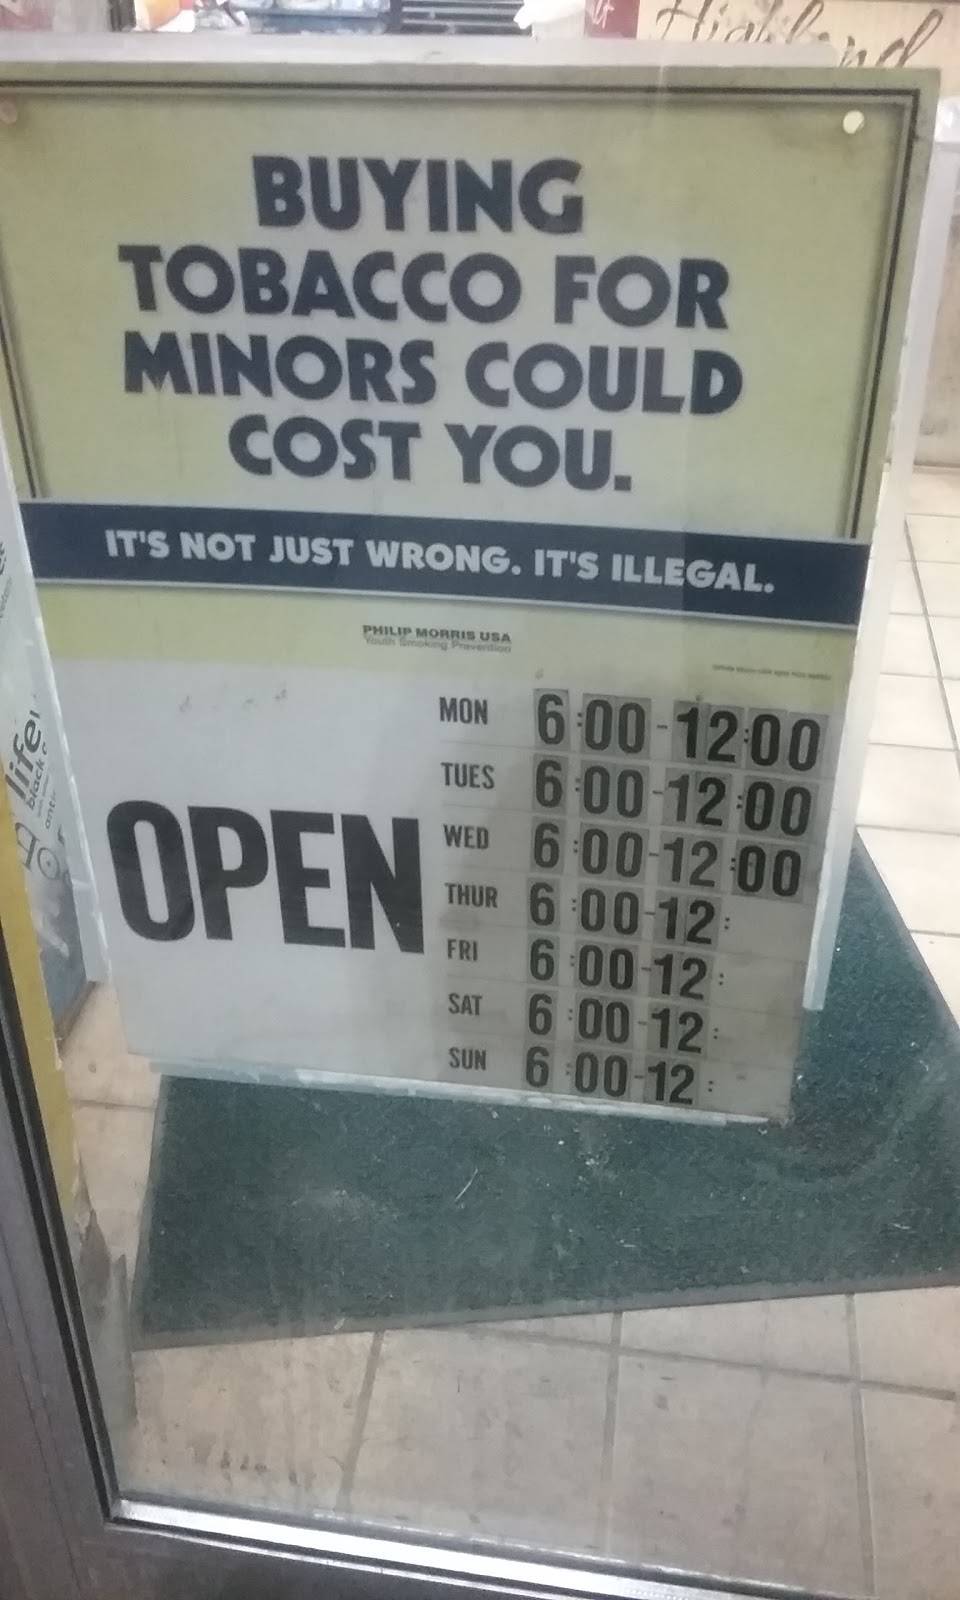 Highland
BUYING
TOBACCO FOR
MINORS COULD
COST YOU.
IT'S NOT JUST WRONG. IT'S ILLEGAL.
PHILIP MORRIS USA
Youth Smoking Prevention
OPEN
MON 6:00-12:00
TUES 6:00-12:00
WED 6:00-12:00
THUR 6:00-12:
FRI 6:00-12:
SAT 6:00-12:
SUN 6:00-12:
life
black